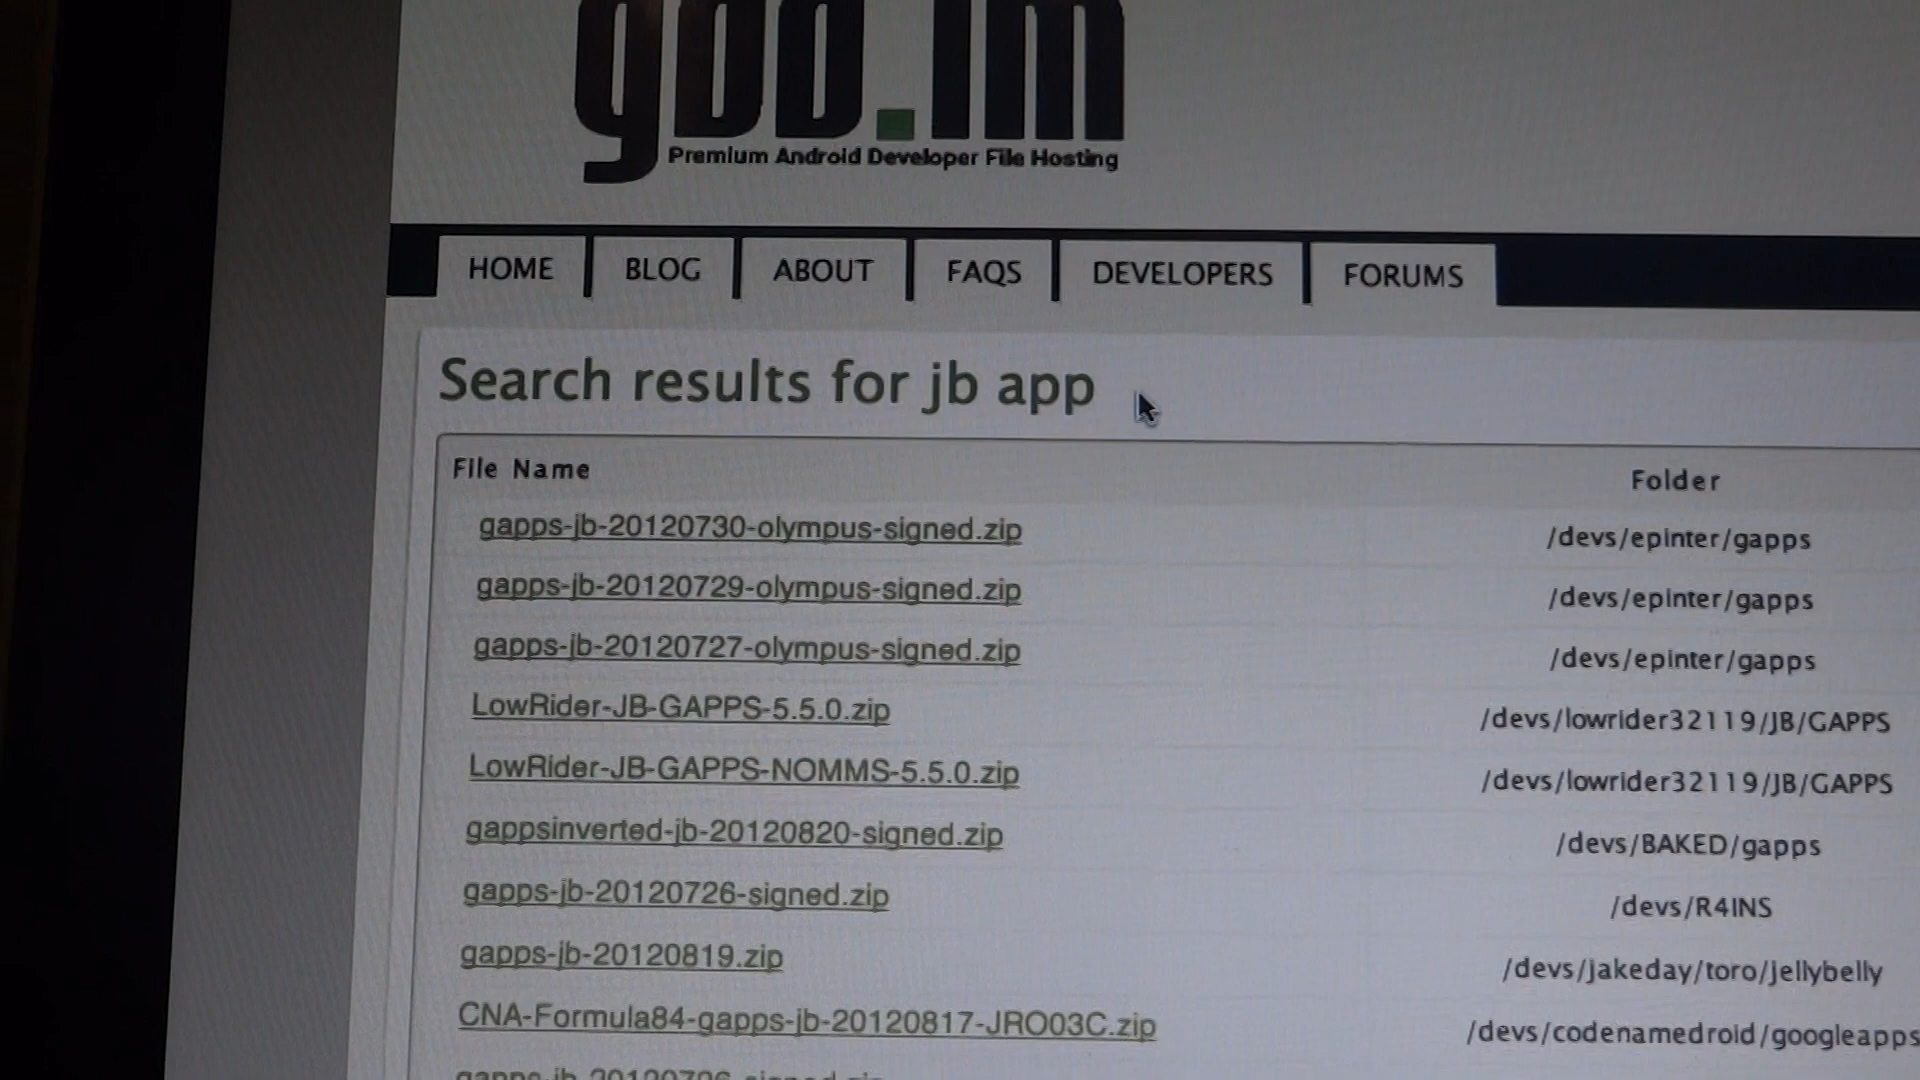 goo.im
Premium Android Developer File Hosting
HOME BLOG ABOUT FAQS DEVELOPERS FORUMS
Search results for jb app
File Name Folder
gapps-jb-20120730-olympus-signed.zip /devs/epinter/gapps
gapps-jb-20120729-olympus-signed.zip /devs/epinter/gapps
gapps-jb-20120727-olympus-signed.zip /devs/epinter/gapps
LowRider-JB-GAPPS-5.5.0.zip /devs/lowrider32119/JB/GAPPS
LowRider-JB-GAPPS-NOMMS-5.5.0.zip /devs/lowrider32119/JB/GAPPS
gappsinverted-jb-20120820-signed.zip /devs/BAKED/gapps
gapps-jb-20120726-signed.zip /devs/R4INS
gapps-jb-20120819.zip /devs/jakeday/toro/jellybelly
CNA-Formula84-gapps-jb-20120817-JRO03C.zip /devs/codenamedroid/googleapps